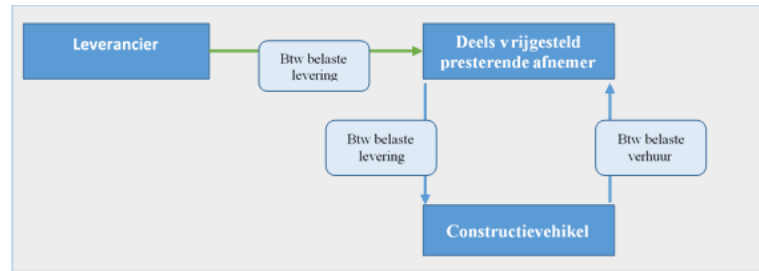 Leverancier
Btw belaste
levering
Deels vrijgesteld
presterende afnemer
Btw belaste
levering
Btw belaste
verhuur
Constructievehikel